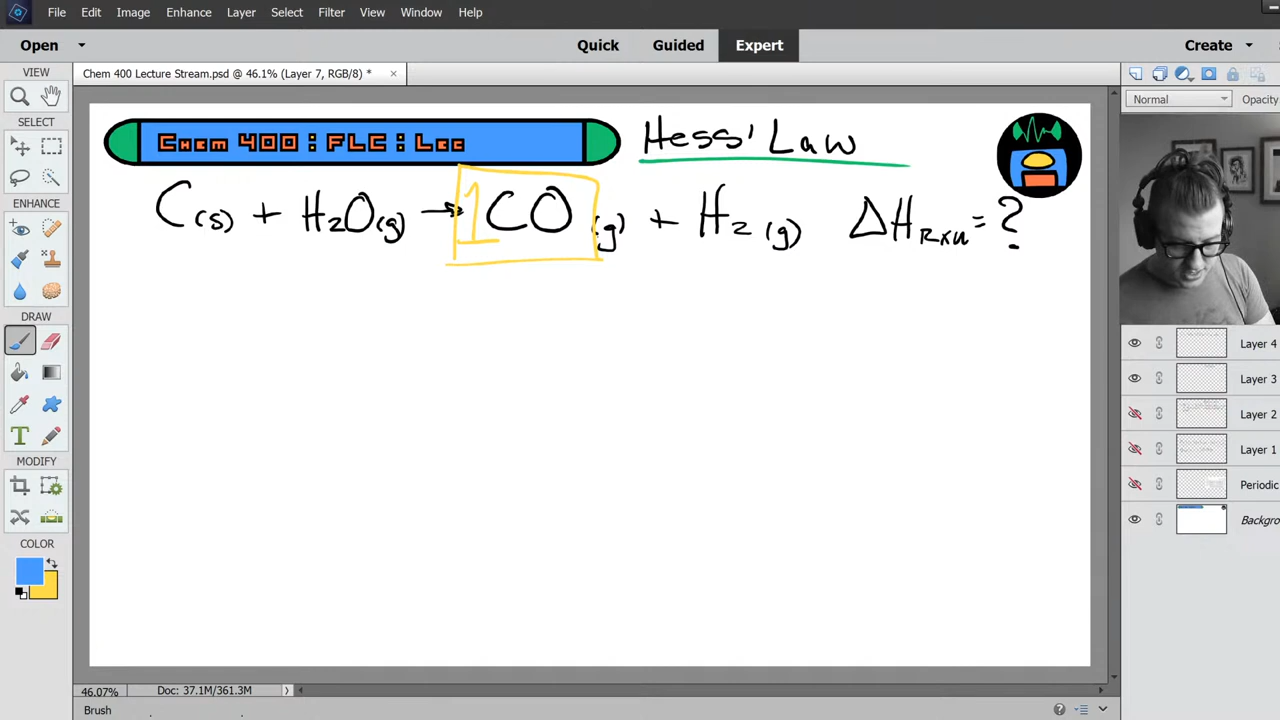 File Edit Image Enhance Layer Select Filter View Window Help
Open Quick Guided Expert Create
Chem 400 Lecture Stream.psd @ 46.1% (Layer 7, RGB/8) * ×
VIEW
SELECT
ENHANCE
DRAW
MODIFY
COLOR
Chem 400 : FLC : Lec
Hess' Law
C(s) + H₂O(g) → 1 CO(g) + H₂(g) ΔHRxn = ?
Normal Opacity
Layer 4
Layer 3
Layer 2
Layer 1
Periodic
Backgro
46.07% Doc: 37.1M/361.3M
Brush